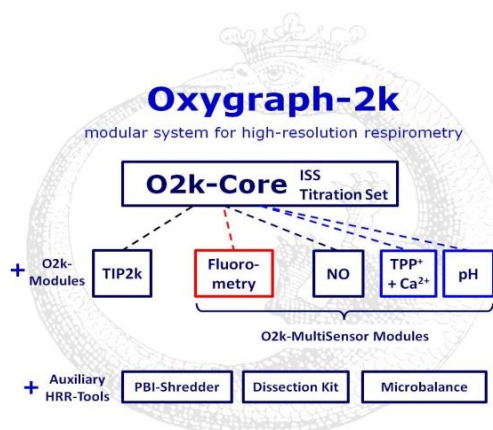 Oxygraph-2k
modular system for high-resolution respirometry
O2k-Core ISS
Titration Set
+ O2k-
Modules
TIP2k
Fluoro-
metry
NO
TPP⁺
+ Ca²⁺
pH
O2k-MultiSensor Modules
+ Auxiliary
HRR-Tools
PBI-Shredder
Dissection Kit
Microbalance